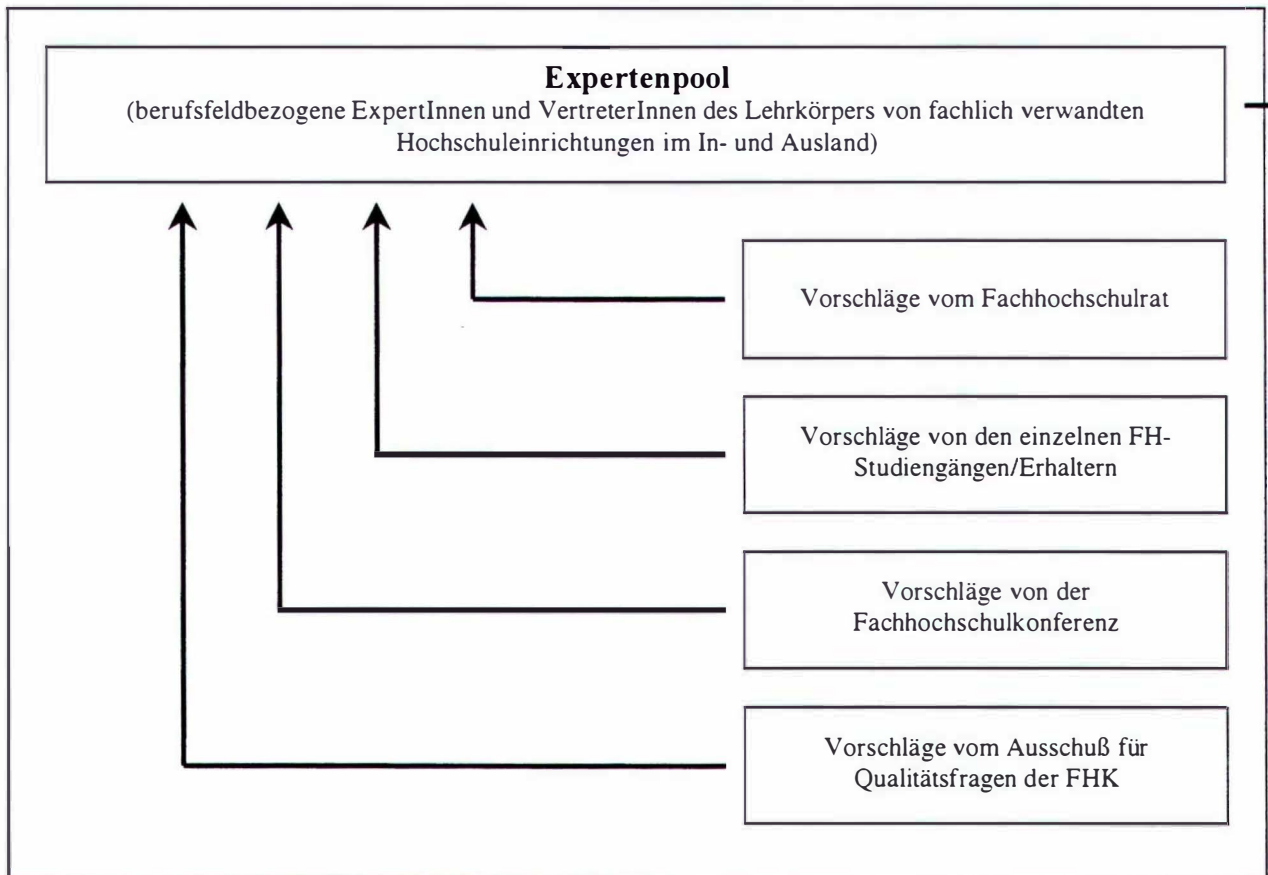 Expertenpool
(berufsfeldbezogene ExpertInnen und VertreterInnen des Lehrkörpers von fachlich verwandten
Hochschuleinrichtungen im In- und Ausland)
Vorschläge vom Fachhochschulrat
Vorschläge von den einzelnen FH-
Studiengängen/Erhaltern
Vorschläge von der
Fachhochschulkonferenz
Vorschläge vom Ausschuß für
Qualitätsfragen der FHK